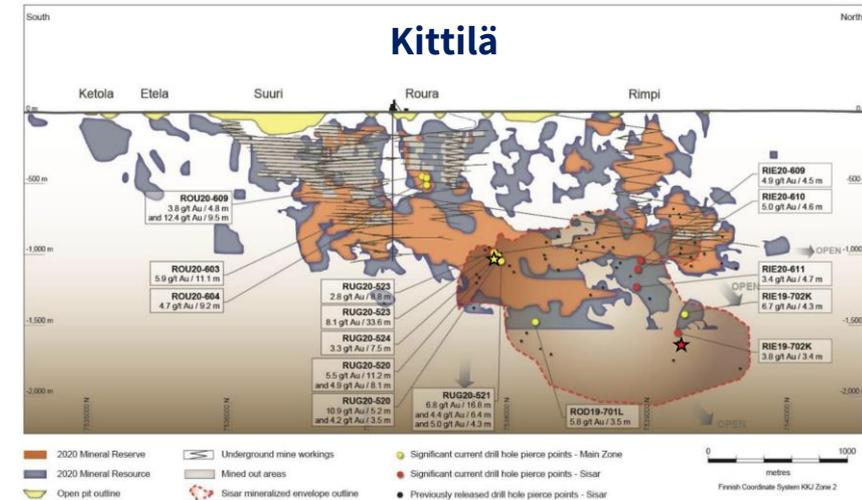 South
North
Kittilä
Ketola
Etela
Suuri
Roura
Rimpi
0 m
-500 m
-1,000 m
-1,500 m
-2,000 m
ROU20-609
3.8 g/t Au / 4.8 m
and 12.4 g/t Au / 9.5 m
ROU20-603
5.9 g/t Au / 11.1 m
ROU20-604
4.7 g/t Au / 9.2 m
RUG20-523
2.8 g/t Au / 8.8 m
RUG20-523
8.1 g/t Au / 33.6 m
RUG20-524
3.3 g/t Au / 7.5 m
RUG20-520
5.5 g/t Au / 11.2 m
and 4.9 g/t Au / 8.1 m
RUG20-520
10.9 g/t Au / 5.2 m
and 4.2 g/t Au / 3.5 m
RUG20-521
6.8 g/t Au / 16.8 m
and 4.4 g/t Au / 6.4 m
and 5.0 g/t Au / 4.3 m
ROD19-701L
5.8 g/t Au / 3.5 m
RIE20-609
4.9 g/t Au / 4.5 m
RIE20-610
5.0 g/t Au / 4.6 m
OPEN
RIE20-611
3.4 g/t Au / 4.7 m
OPEN
RIE19-702K
6.7 g/t Au / 4.3 m
RIE19-702K
3.8 g/t Au / 3.4 m
OPEN
7535000 N
7536000 N
7538000 N
7539000 N
7540000 N
2020 Mineral Reserve
2020 Mineral Resource
Open pit outline
Underground mine workings
Mined out areas
Sisar mineralized envelope outline
Significant current drill hole pierce points - Main Zone
Significant current drill hole pierce points - Sisar
Previously released drill hole pierce points - Sisar
0
1000
metres
Finnish Coordinate System KKJ Zone 2